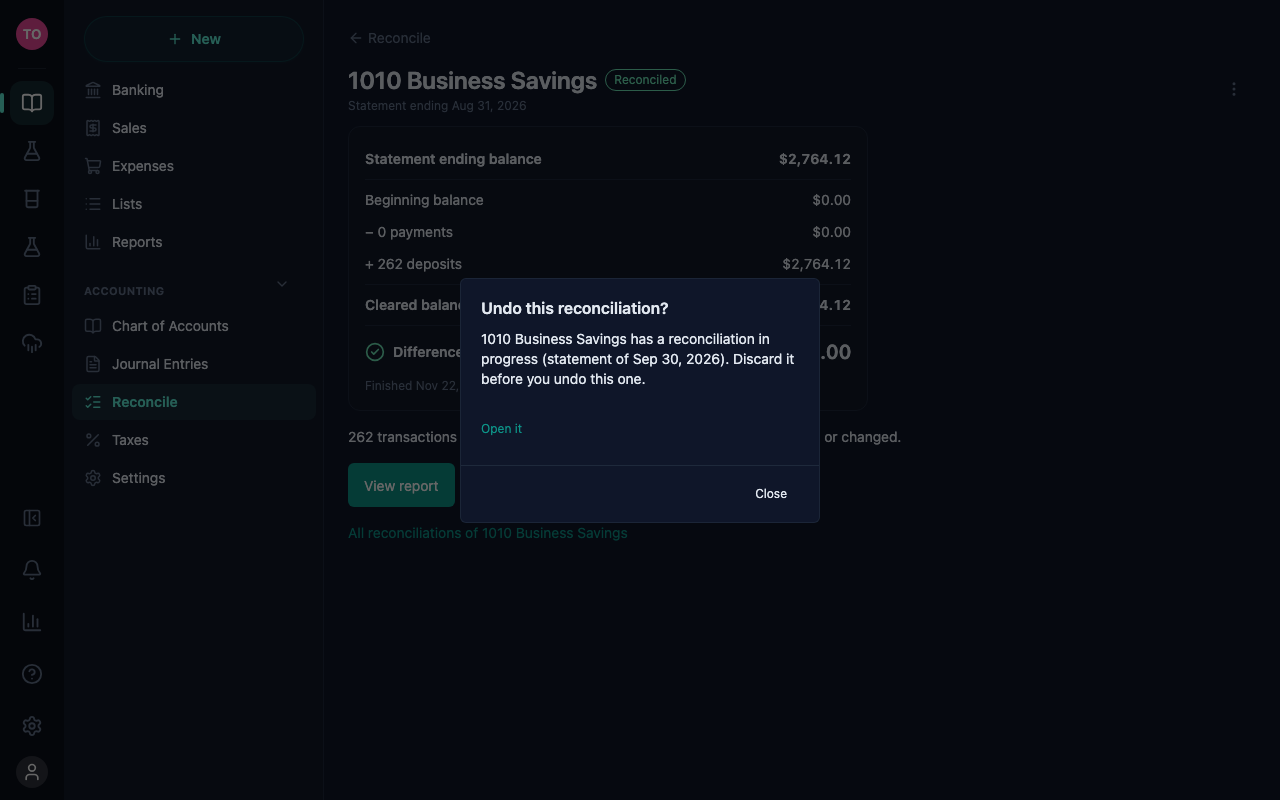 TO
+ New
Banking
Sales
Expenses
Lists
Reports
ACCOUNTING
Chart of Accounts
Journal Entries
Reconcile
Taxes
Settings
← Reconcile
1010 Business Savings Reconciled
Statement ending Aug 31, 2026
Statement ending balance $2,764.12
Beginning balance $0.00
− 0 payments $0.00
+ 262 deposits $2,764.12
Cleared
Difference .00
Finished Nov 22,
262 transactions or changed.
View report
All reconciliations of 1010 Business Savings
Undo this reconciliation?
1010 Business Savings has a reconciliation in
progress (statement of Sep 30, 2026). Discard it
before you undo this one.
Open it
Close